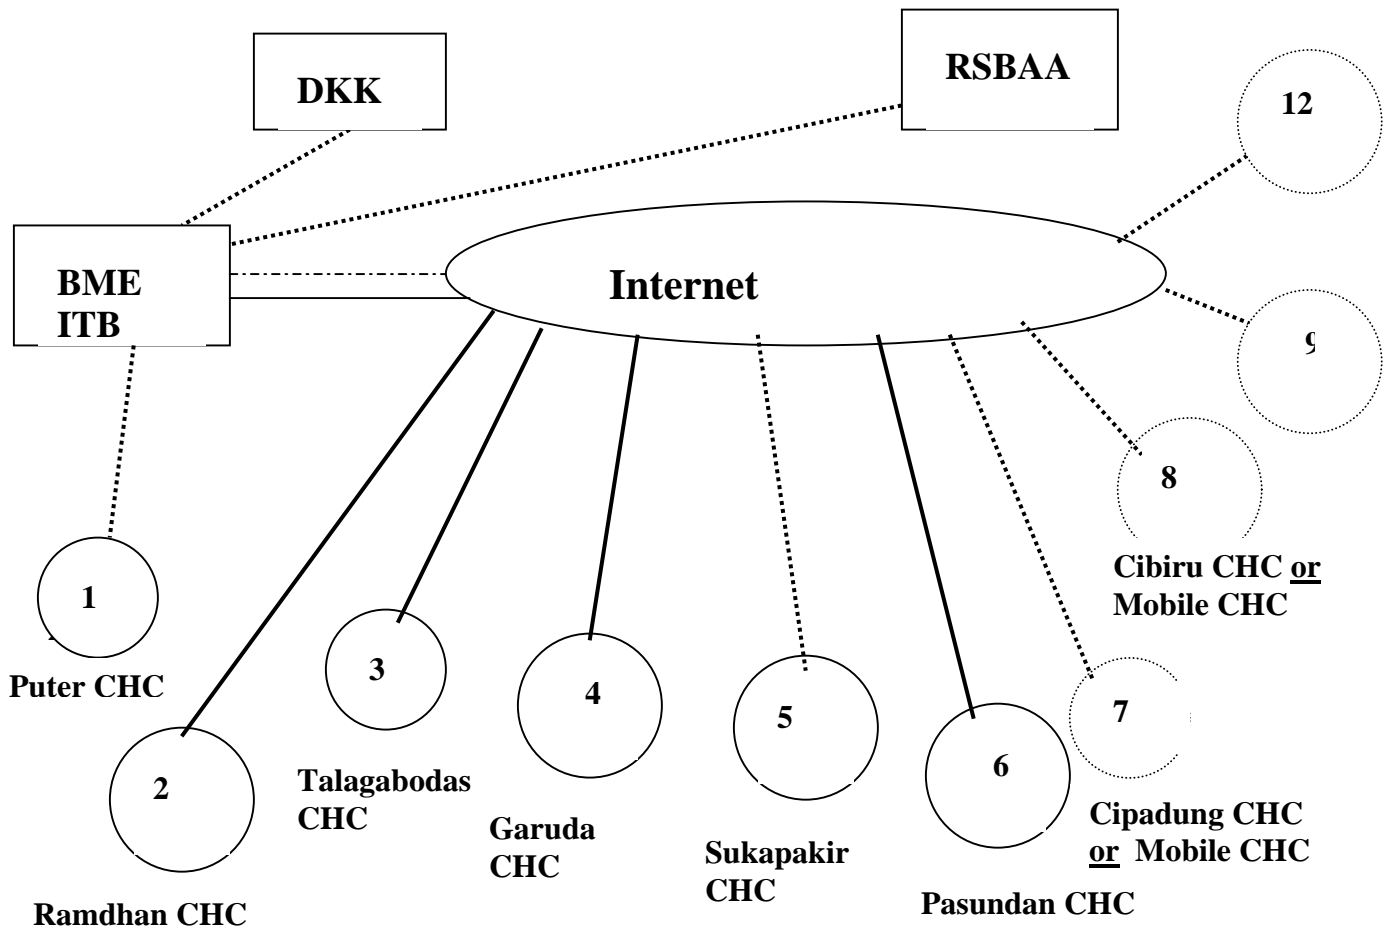 DKK
RSBAA
12
BME
ITB
Internet
9
8
Cibiru CHC or
Mobile CHC
1
Puter CHC
3
Talagabodas
CHC
4
Garuda
CHC
5
Sukapakir
CHC
6
Pasundan CHC
7
Cipadung CHC
or Mobile CHC
2
Ramdhan CHC